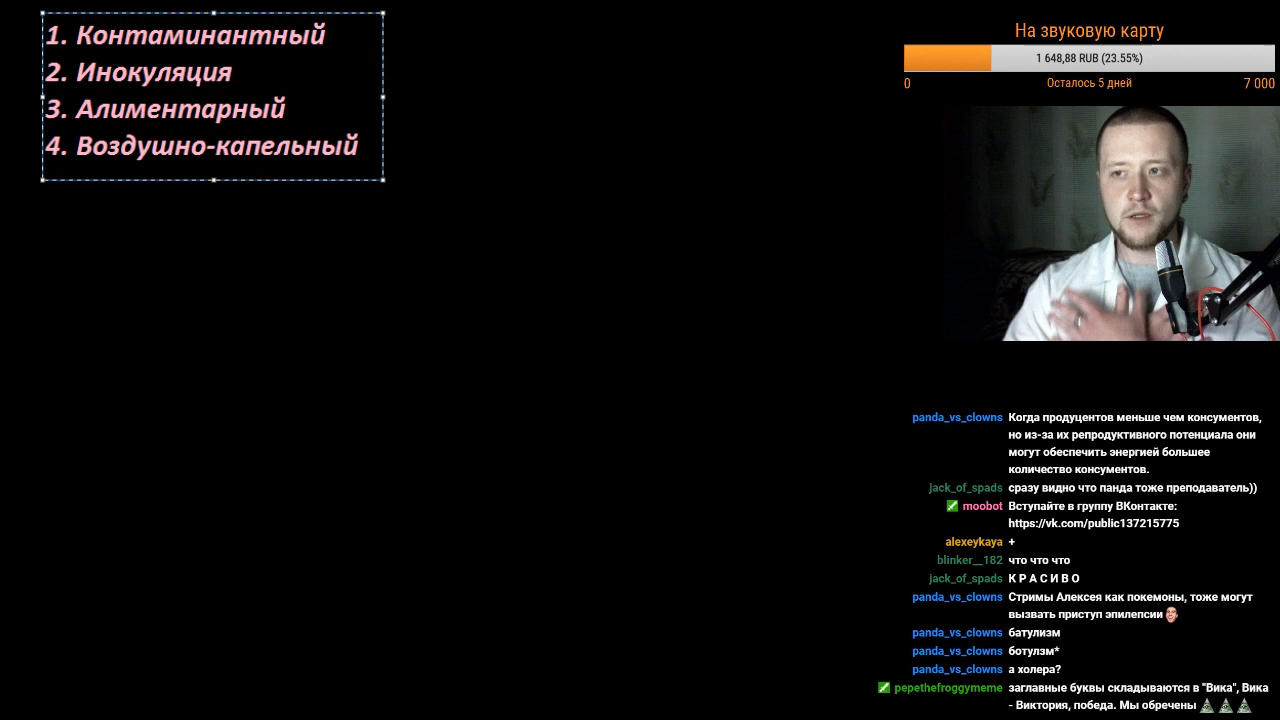 1. Контаминантный
2. Инокуляция
3. Алиментарный
4. Воздушно-капельный
На звуковую карту
1 648,88 RUB (23.55%)
0 Осталось 5 дней 7 000
panda_vs_clowns Когда продуцентов меньше чем консументов,
но из-за их репродуктивного потенциала они
могут обеспечить энергией большее
количество консументов.
jack_of_spads сразу видно что панда тоже преподаватель))
moobot Вступайте в группу ВКонтакте:
https://vk.com/public137215775
alexeykaya +
blinker__182 что что что
jack_of_spads К Р А С И В О
panda_vs_clowns Стримы Алексея как покемоны, тоже могут
вызвать приступ эпилепсии
panda_vs_clowns батулизм
panda_vs_clowns ботулзм*
panda_vs_clowns а холера?
pepethefroggymeme заглавные буквы складываются в "Вика", Вика
- Виктория, победа. Мы обречены